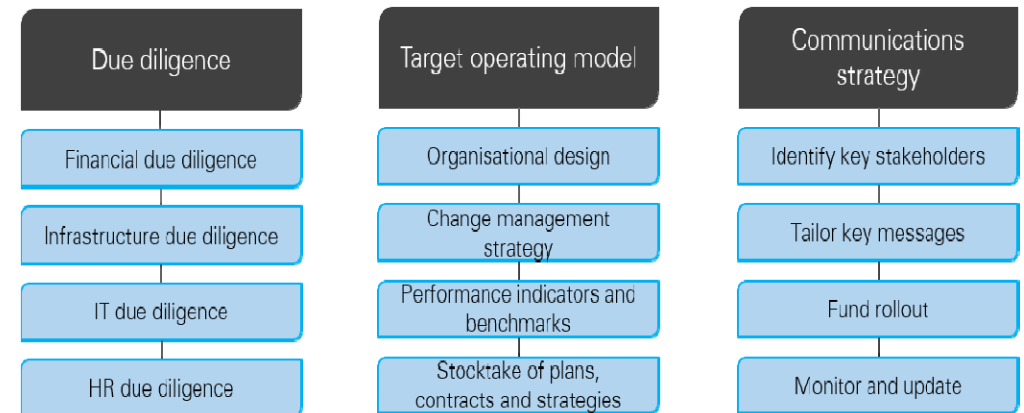 Due diligence
Financial due diligence
Infrastructure due diligence
IT due diligence
HR due diligence
Target operating model
Organisational design
Change management
strategy
Performance indicators and
benchmarks
Stocktake of plans,
contracts and strategies
Communications
strategy
Identify key stakeholders
Tailor key messages
Fund rollout
Monitor and update